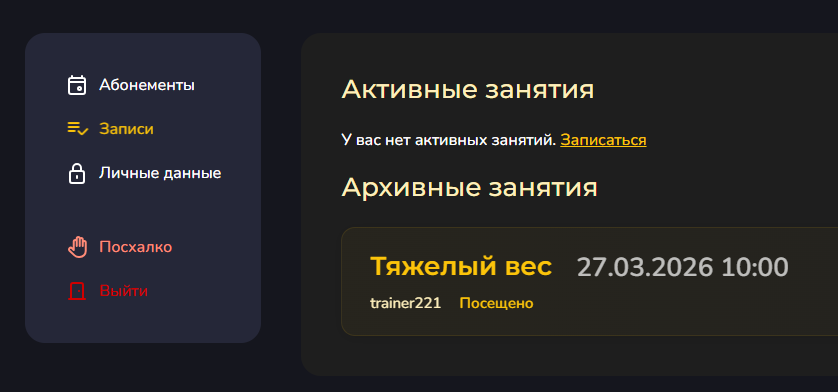 Абонементы
Записи
Личные данные
Посхалко
Выйти
Активные занятия
У вас нет активных занятий. Записаться
Архивные занятия
Тяжелый вес 27.03.2026 10:00
trainer221 Посещено